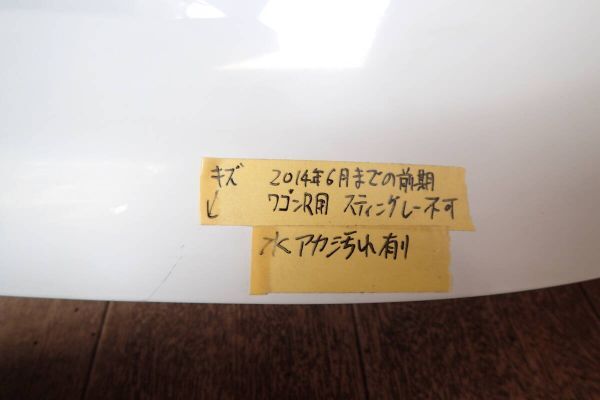 キズ 2014年6月までの前期
↓ ワゴンR用 スティングレー不可
水アカ汚れ有り